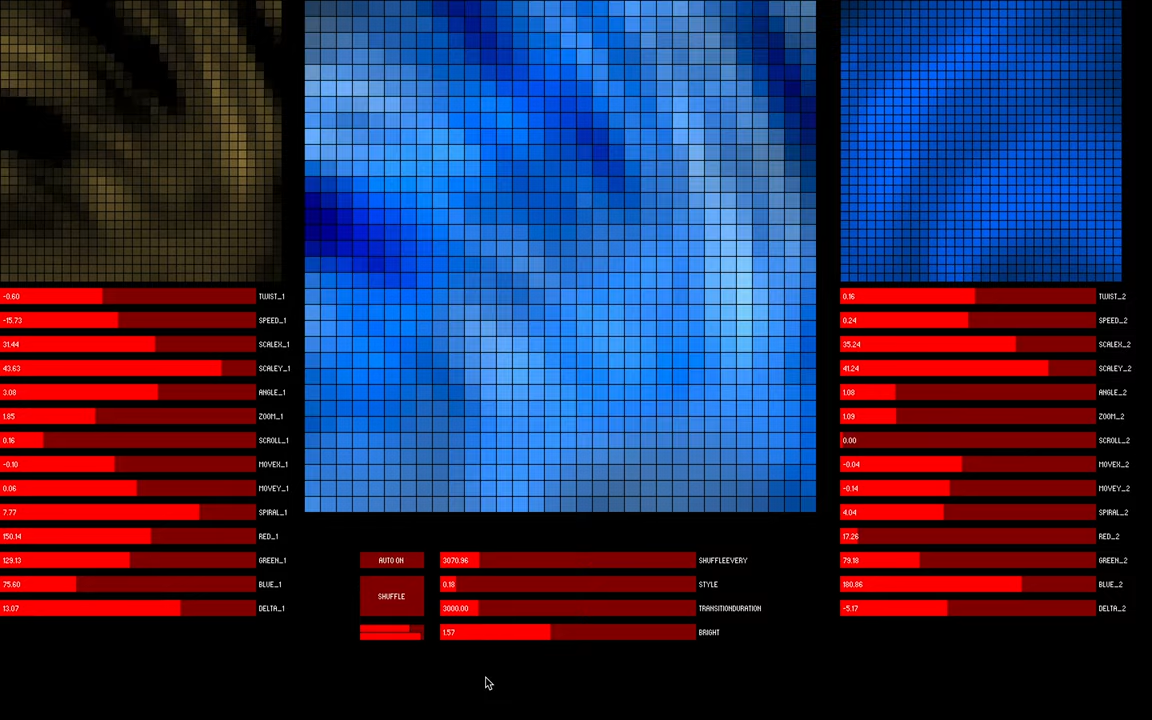 -0.60 TWIST_1
-15.73 SPEED_1
31.44 SCALEX_1
43.63 SCALEY_1
3.08 ANGLE_1
1.85 ZOOM_1
0.16 SCROLL_1
-0.10 MOVEX_1
0.06 MOVEY_1
7.77 SPIRAL_1
150.14 RED_1
129.13 GREEN_1
75.60 BLUE_1
13.07 DELTA_1
AUTO ON
SHUFFLE
3070.96 SHUFFLEVERY
0.18 STYLE
3000.00 TRANSITIONDURATION
1.57 BRIGHT
0.16 TWIST_2
0.24 SPEED_2
35.24 SCALEX_2
41.24 SCALEY_2
1.08 ANGLE_2
1.09 ZOOM_2
0.00 SCROLL_2
-0.04 MOVEX_2
-0.14 MOVEY_2
4.04 SPIRAL_2
17.26 RED_2
79.18 GREEN_2
180.86 BLUE_2
-5.17 DELTA_2